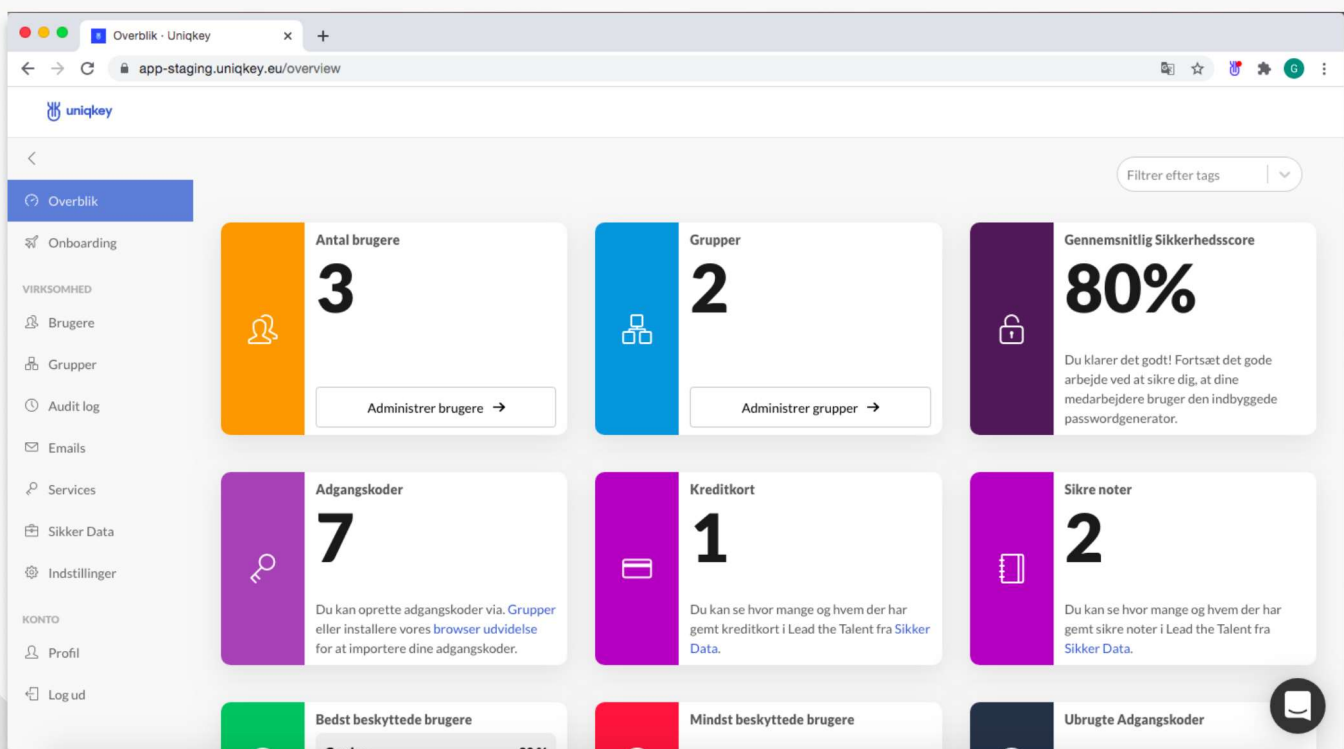 Overblik · Uniqkey
app-staging.uniqkey.eu/overview
G
uniqkey
Filtrer efter tags
Overblik
Onboarding
VIRKSOMHED
Brugere
Grupper
Audit log
Emails
Services
Sikker Data
Indstillinger
KONTO
Profil
Log ud
Antal brugere
3
Administrer brugere →
Grupper
2
Administrer grupper →
Gennemsnitlig Sikkerhedsscore
80%
Du klarer det godt! Fortsæt det gode
arbejde ved at sikre dig, at dine
medarbejdere bruger den indbyggede
passwordgenerator.
Adgangskoder
7
Du kan oprette adgangskoder via. Grupper
eller installere vores browser udvidelse
for at importere dine adgangskoder.
Kreditkort
1
Du kan se hvor mange og hvem der har
gemt kreditkort i Lead the Talent fra Sikker
Data.
Sikre noter
2
Du kan se hvor mange og hvem der har
gemt sikre noter i Lead the Talent fra
Sikker Data.
Bedst beskyttede brugere
Mindst beskyttede brugere
Ubrugte Adgangskoder